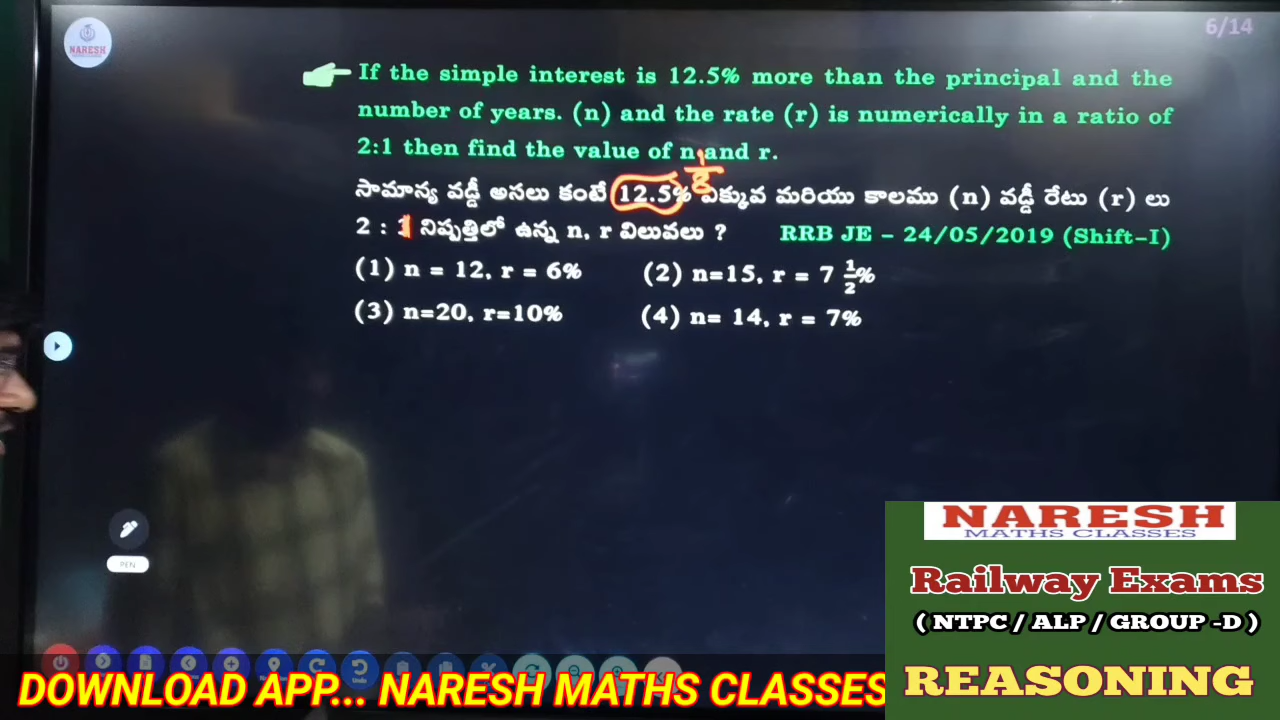 6/14
NARESH
If the simple interest is 12.5% more than the principal and the
number of years. (n) and the rate (r) is numerically in a ratio of
2:1 then find the value of n and r.
1
8
సామాన్య వడ్డీ అసలు కంటే 12.5% ఎక్కువ మరియు కాలము (n) వడ్డీ రేటు (r) లు
2 : 1 నిష్పత్తిలో ఉన్న n, r విలువలు ? RRB JE – 24/05/2019 (Shift-I)
(1) n = 12, r = 6% (2) n=15, r = 7 1/2%
(3) n=20, r=10% (4) n= 14, r = 7%
PEN
Undo
NARESH
MATHS CLASSES
Railway Exams
( NTPC / ALP / GROUP -D )
REASONING
DOWNLOAD APP... NARESH MATHS CLASSES